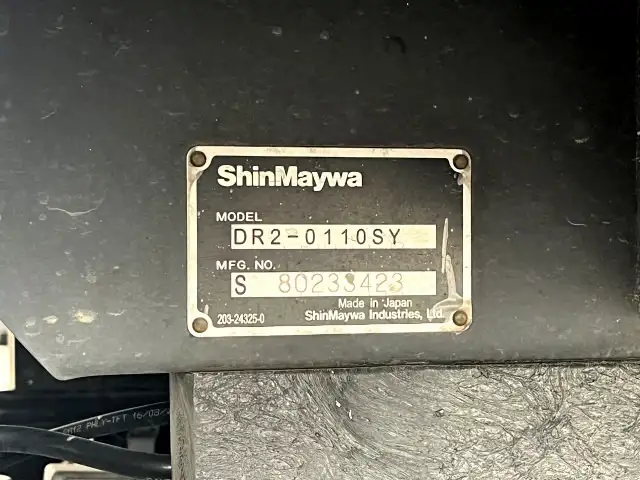 ShinMaywa
MODEL
DR2-0110SY
MFG. NO.
S 80233423
Made in Japan
203-24325-0 ShinMaywa Industries, Ltd.